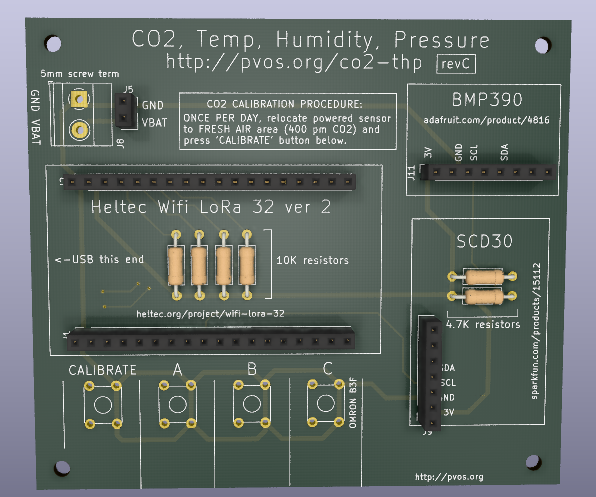 CO2, Temp, Humidity, Pressure
http://pvos.org/co2-thp revC
5mm screw term
J5
GND
VBAT
J6
GND VBAT
CO2 CALIBRATION PROCEDURE:
ONCE PER DAY, relocate powered sensor
to FRESH AIR area (400 pm CO2) and
press 'CALIBRATE' button below.
BMP390
adafruit.com/product/4816
3V GND SCL SDA
J11
Heltec Wifi LoRa 32 ver 2
<-USB this end
10K resistors
heltec.org/project/wifi-lora-32
SCD30
4.7K resistors
sparkfun.com/products/15112
SDA
SCL
GND
3V
J9
CALIBRATE A B C
OMRON B3F
http://pvos.org